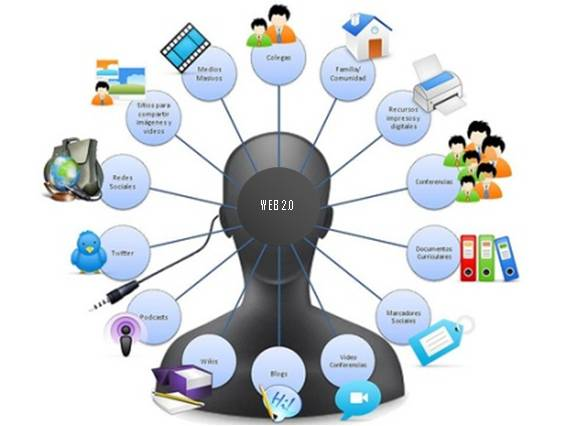 Colegas
Familia/
Comunidad
Recursos
impresos y
digitales
Conferencias
Documentos
Curriculares
Marcadores
Sociales
Video
Conferencias
Blogs
Hi!
Wikis
Podcasts
Twitter
Redes
Sociales
Sitios para
compartir
imágenes y
videos
Medios
Masivos
WEB 2.0